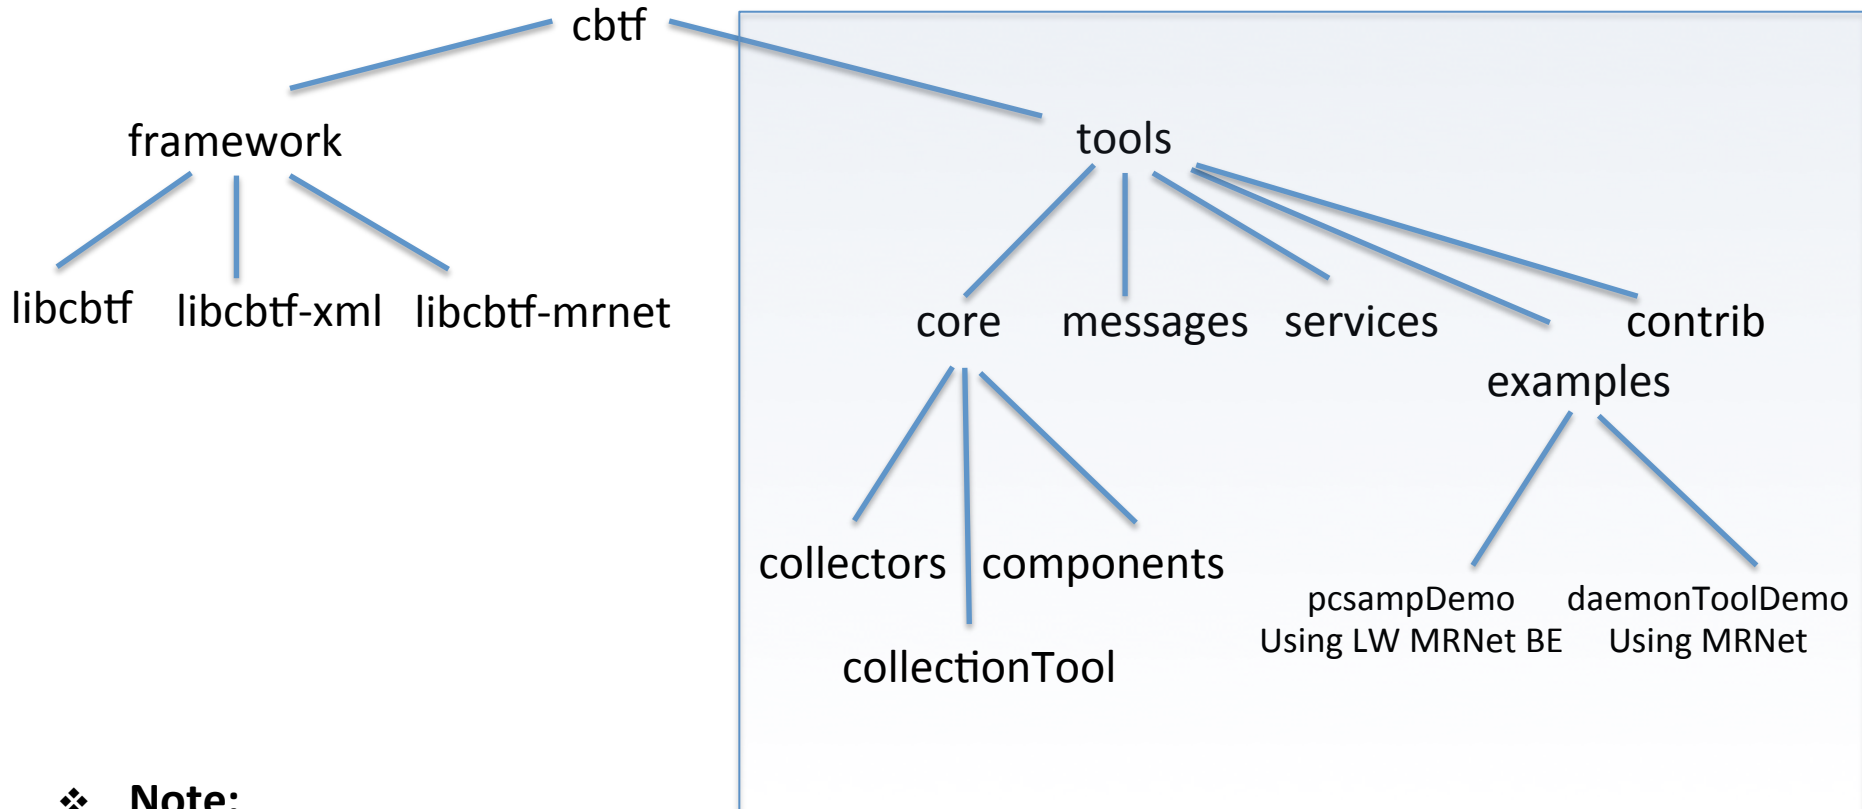 cbtf
framework
tools
libcbtf libcbtf-xml libcbtf-mrnet
core messages services contrib
examples
collectors components
pcsampDemo
Using LW MRNet BE
daemonToolDemo
Using MRNet
collectionTool
❖ Note: